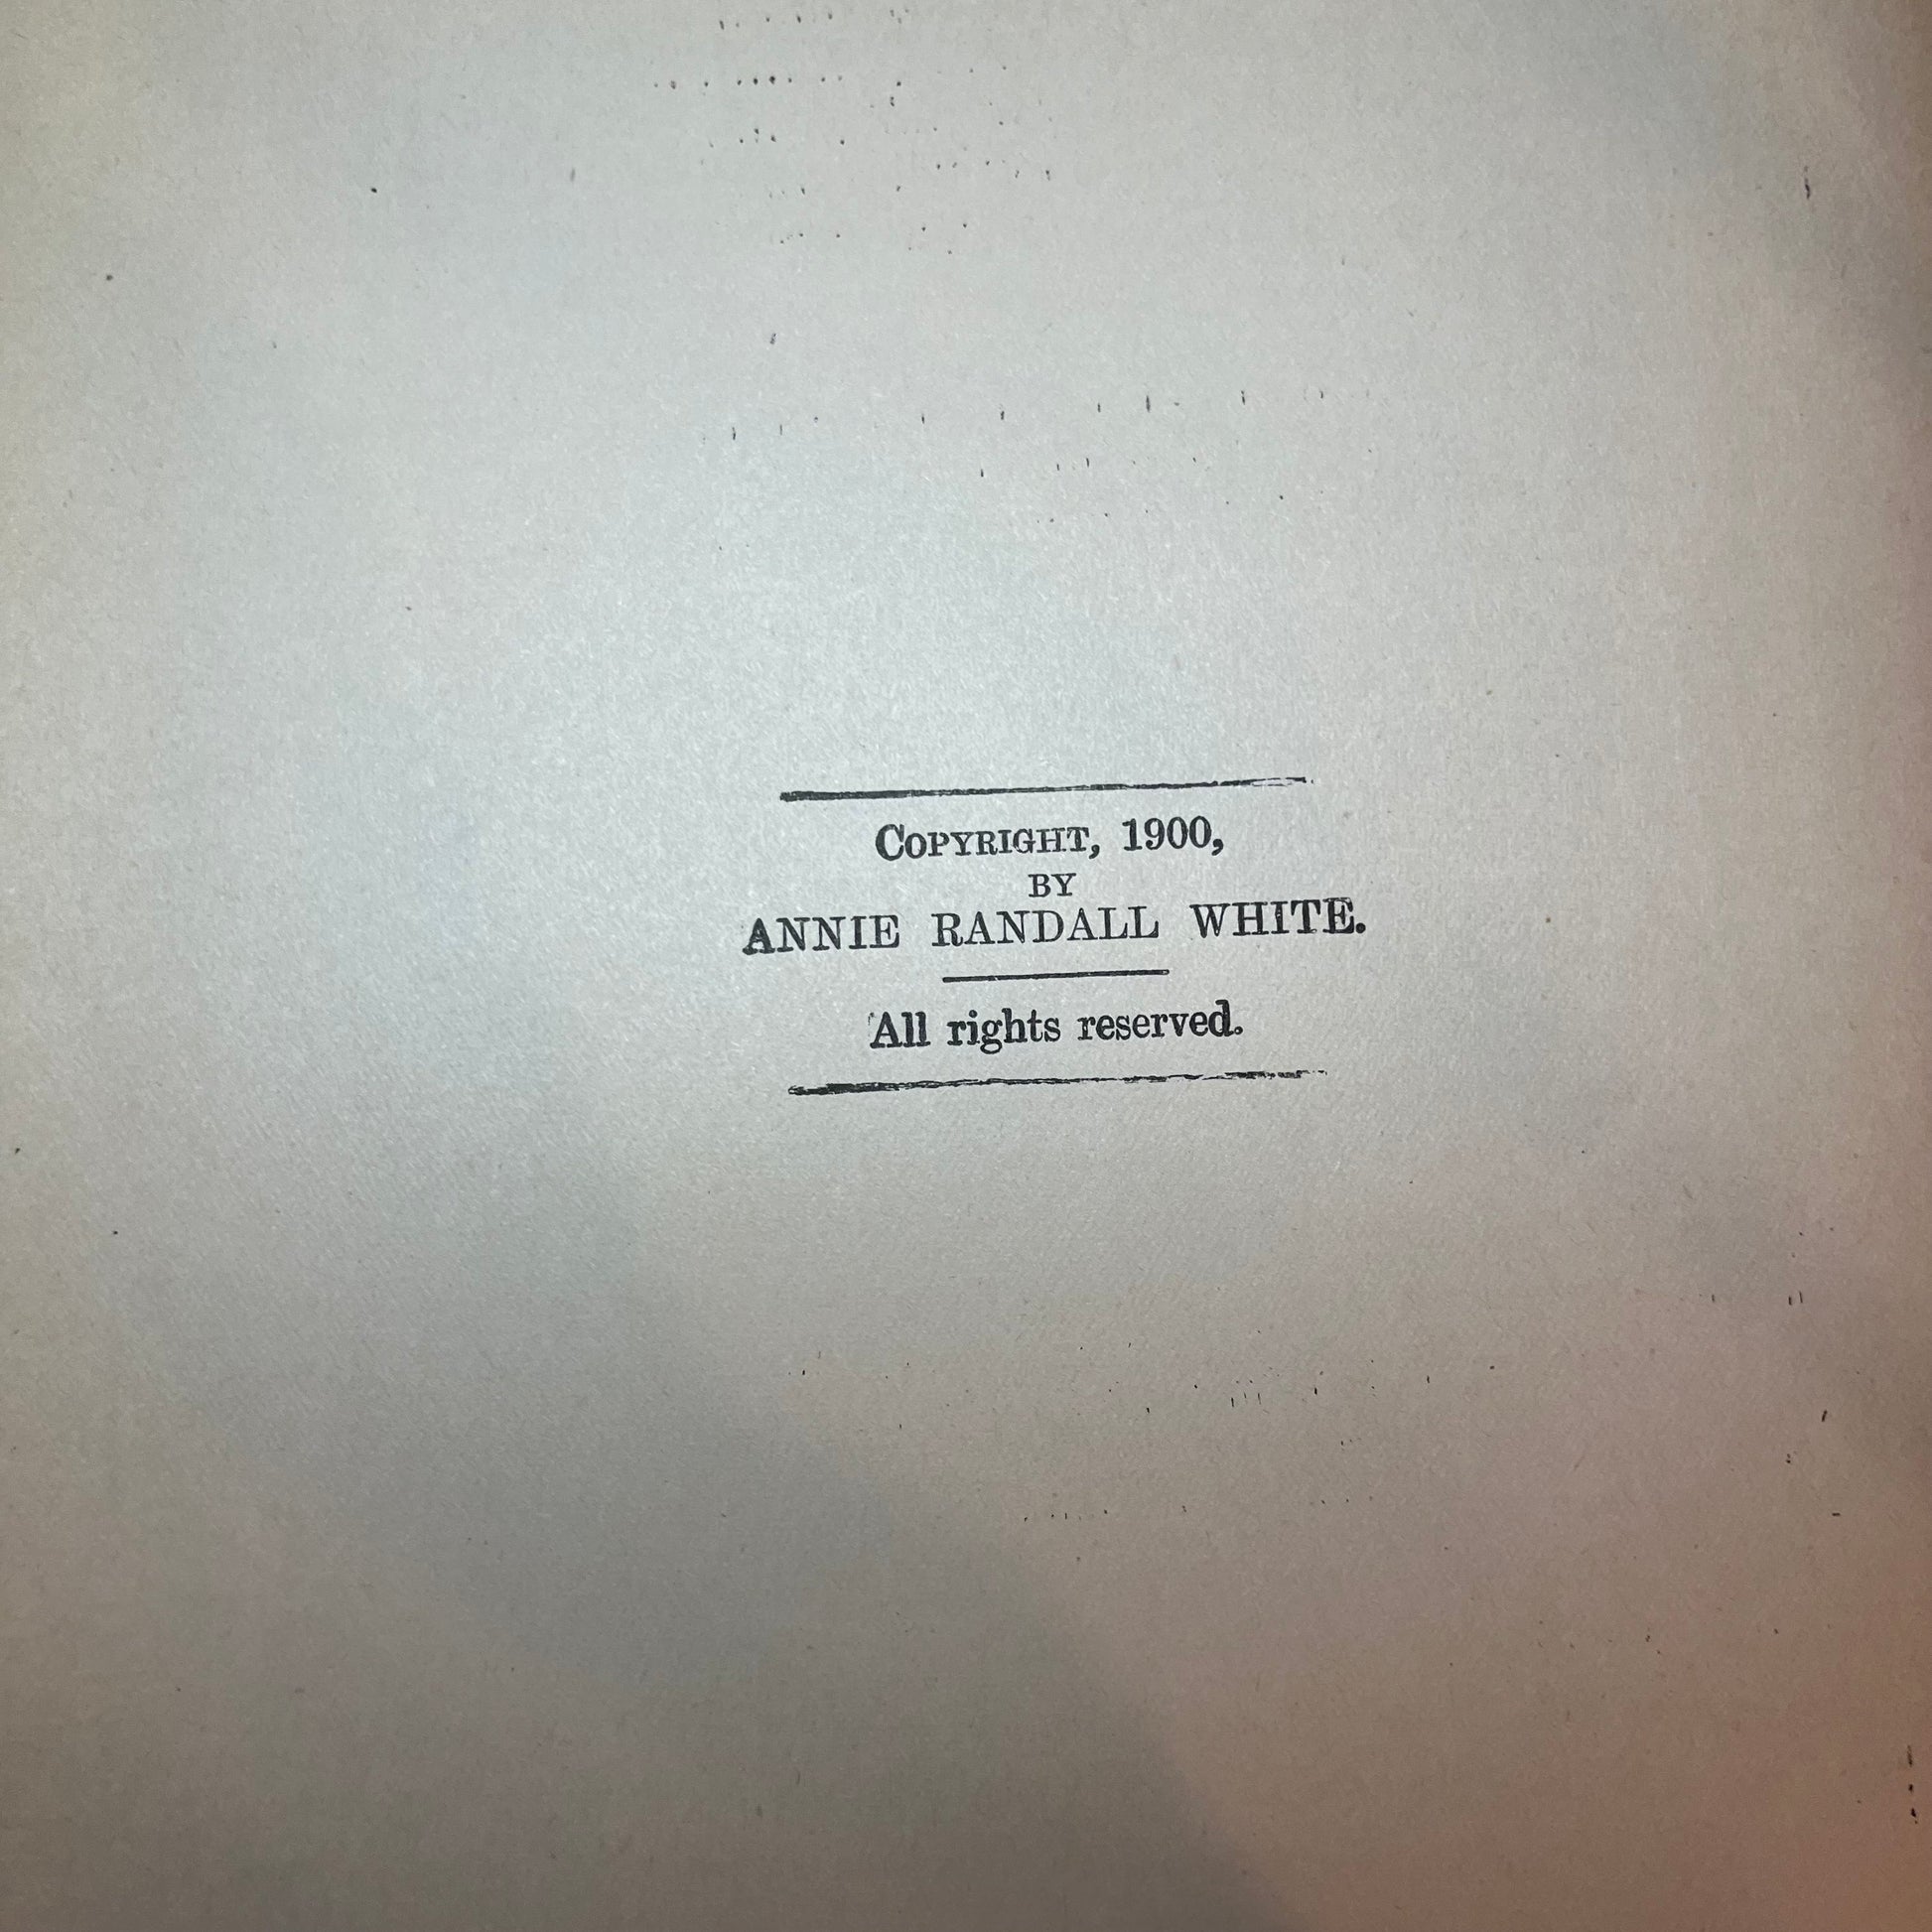 COPYRIGHT, 1900,
BY
ANNIE RANDALL WHITE.
All rights reserved.